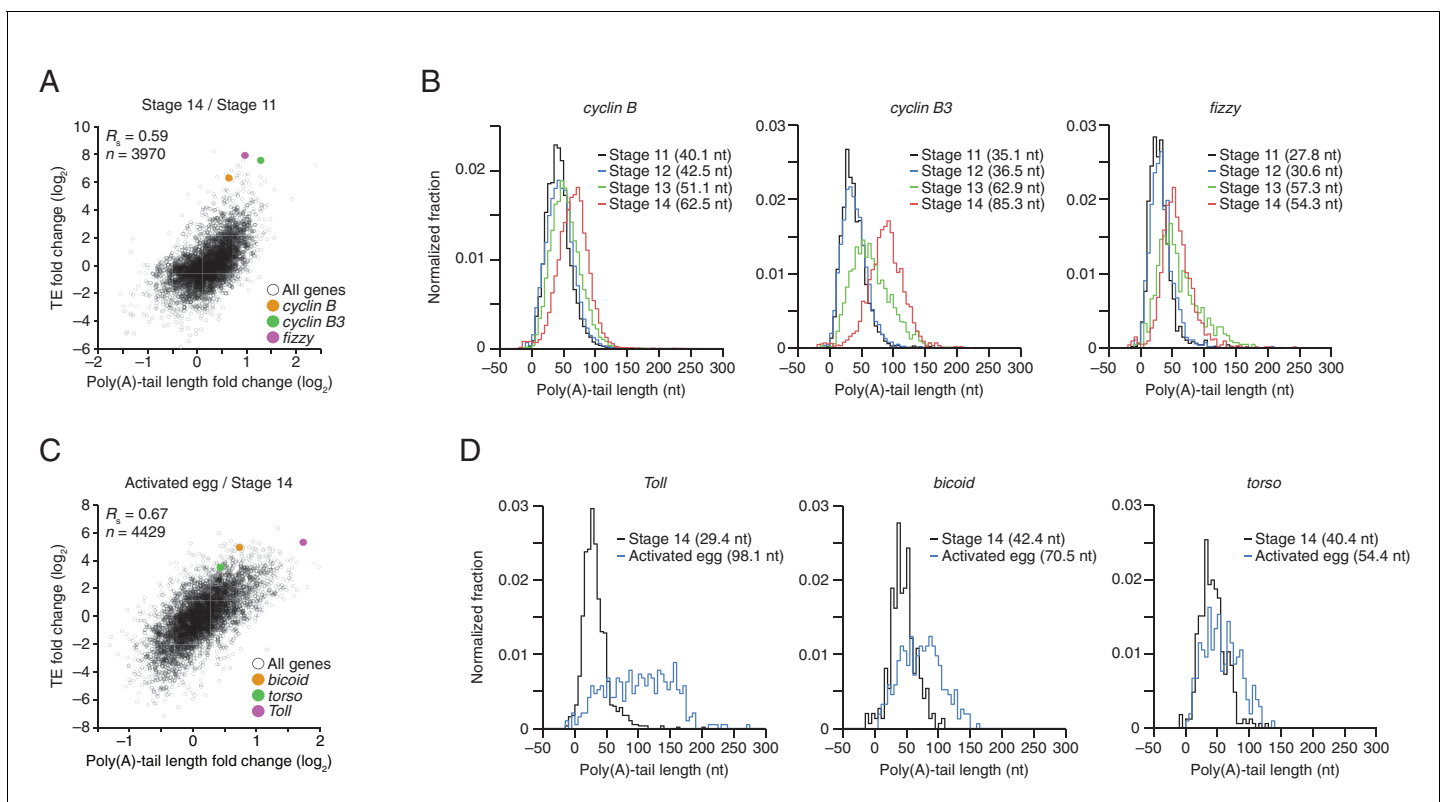 A
Stage 14 / Stage 11
Rs = 0.59
n = 3970
TE fold change (log2)
10
8
6
4
2
0
−2
−4
−6
All genes
cyclin B
cyclin B3
fizzy
−2 −1 0 1 2
Poly(A)-tail length fold change (log2)
B
cyclin B
Normalized fraction
0.02
0.01
0
Stage 11 (40.1 nt)
Stage 12 (42.5 nt)
Stage 13 (51.1 nt)
Stage 14 (62.5 nt)
−50 0 50 100 150 200 250 300
Poly(A)-tail length (nt)
cyclin B3
0.03
0.02
0.01
0
Stage 11 (35.1 nt)
Stage 12 (36.5 nt)
Stage 13 (62.9 nt)
Stage 14 (85.3 nt)
−50 0 50 100 150 200 250 300
Poly(A)-tail length (nt)
fizzy
0.03
0.02
0.01
0
Stage 11 (27.8 nt)
Stage 12 (30.6 nt)
Stage 13 (57.3 nt)
Stage 14 (54.3 nt)
−50 0 50 100 150 200 250 300
Poly(A)-tail length (nt)
C
Activated egg / Stage 14
Rs = 0.67
n = 4429
TE fold change (log2)
8
6
4
2
0
−2
−4
−6
−8
All genes
bicoid
torso
Toll
−1 0 1 2
Poly(A)-tail length fold change (log2)
D
Toll
Normalized fraction
0.03
0.02
0.01
0
Stage 14 (29.4 nt)
Activated egg (98.1 nt)
−50 0 50 100 150 200 250 300
Poly(A)-tail length (nt)
bicoid
0.03
0.02
0.01
0
Stage 14 (42.4 nt)
Activated egg (70.5 nt)
−50 0 50 100 150 200 250 300
Poly(A)-tail length (nt)
torso
0.03
0.02
0.01
0
Stage 14 (40.4 nt)
Activated egg (54.4 nt)
−50 0 50 100 150 200 250 300
Poly(A)-tail length (nt)